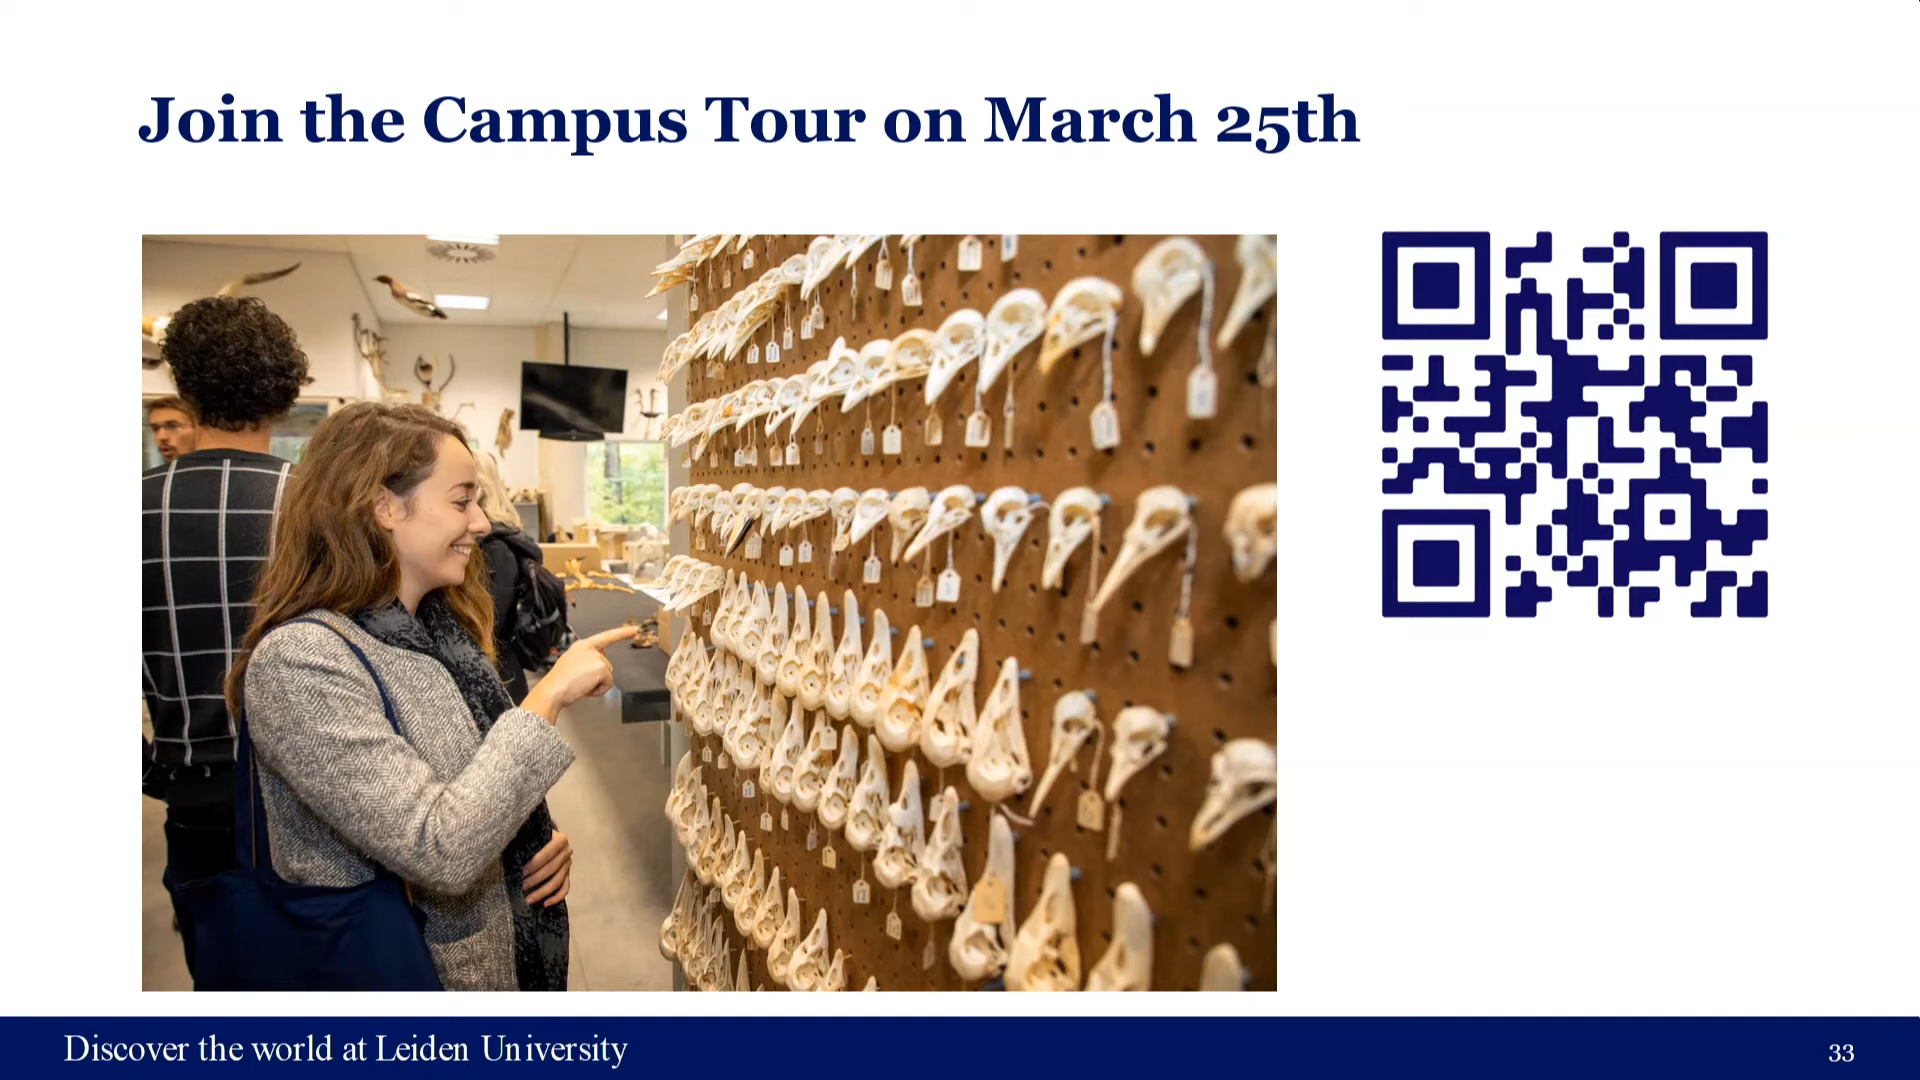 Join the Campus Tour on March 25th
Discover the world at Leiden University
33